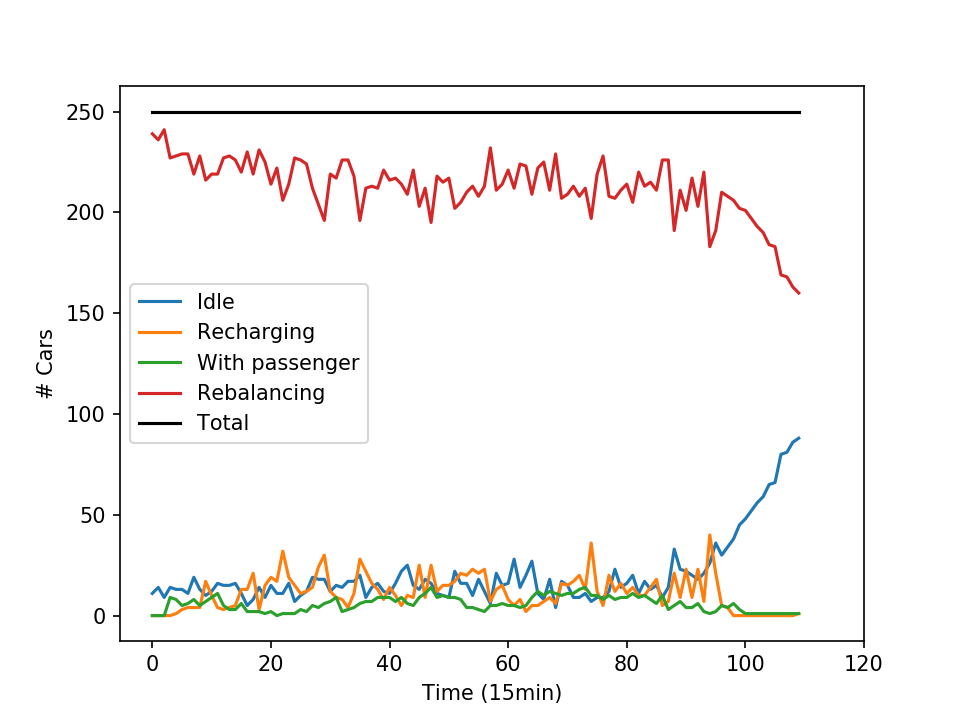 250
200
150
100
50
0
# Cars
Idle
Recharging
With passenger
Rebalancing
Total
0 20 40 60 80 100 120
Time (15min)